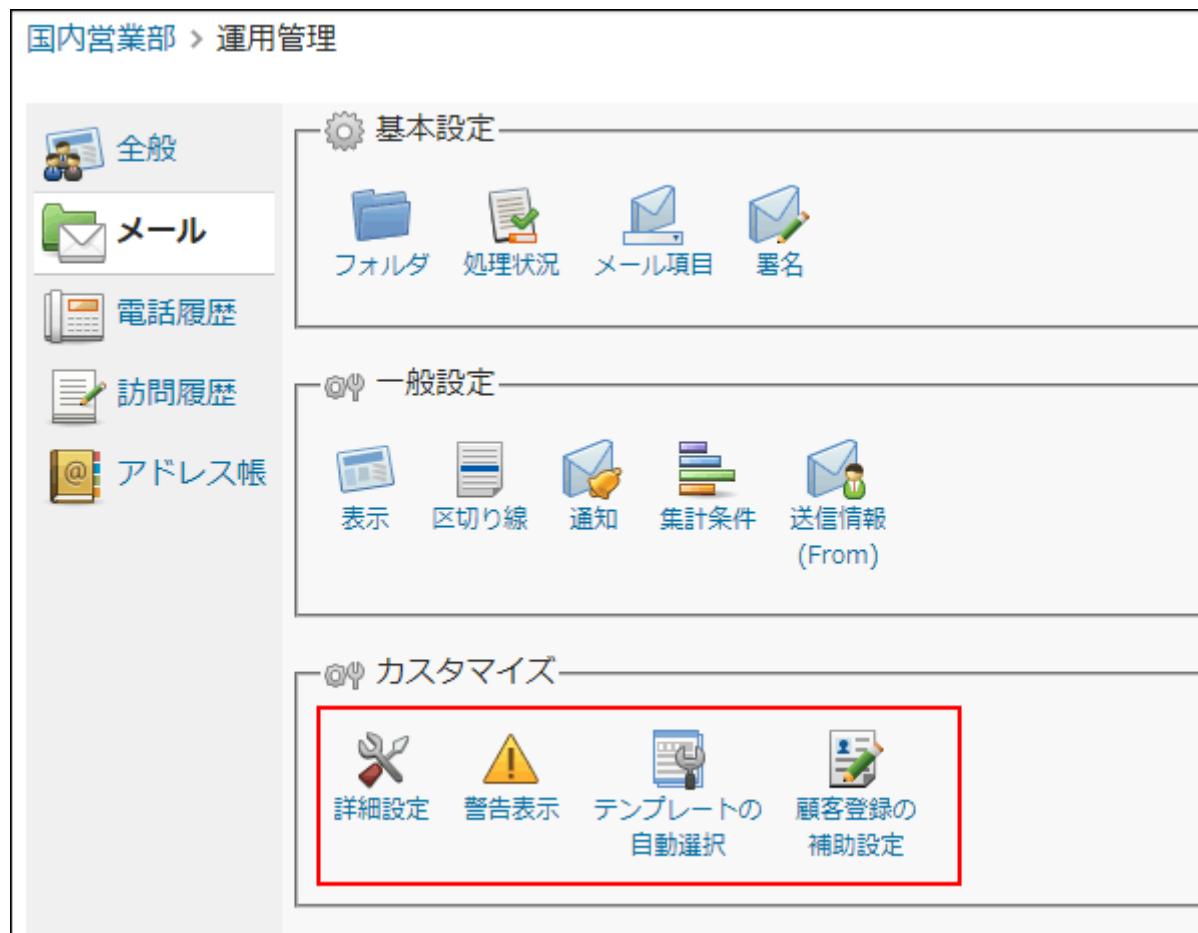 国内営業部 > 運用管理
全般
メール
電話履歴
訪問履歴
アドレス帳
基本設定
フォルダ 処理状況 メール項目 署名
一般設定
表示 区切り線 通知 集計条件 送信情報
(From)
カスタマイズ
詳細設定 警告表示 テンプレートの 顧客登録の
自動選択 補助設定